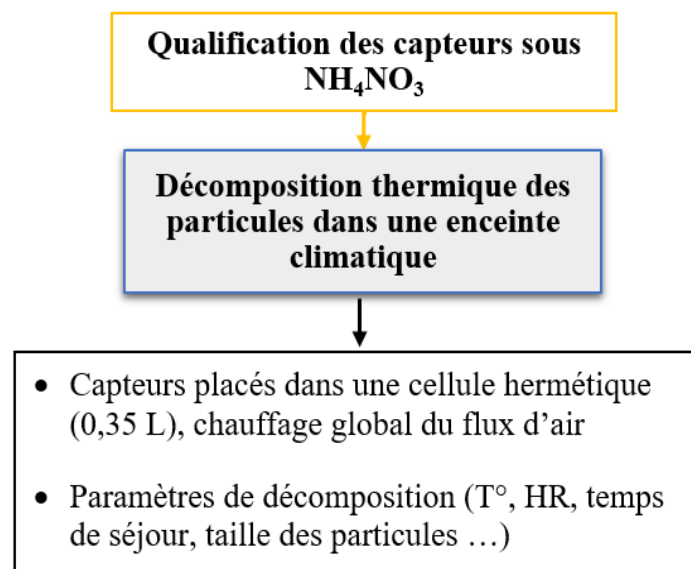 Qualification des capteurs sous
NH₄NO₃
Décomposition thermique des
particules dans une enceinte
climatique
• Capteurs placés dans une cellule hermétique
(0,35 L), chauffage global du flux d’air
• Paramètres de décomposition (T°, HR, temps
de séjour, taille des particules …)